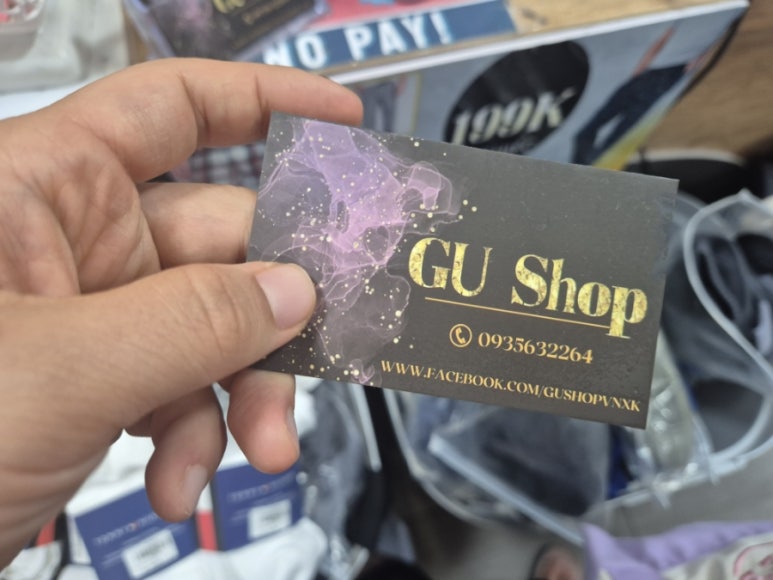 NO PAY!
199K
GU Shop
0935632264
WWW.FACEBOOK.COM/GUSHOPVNXK